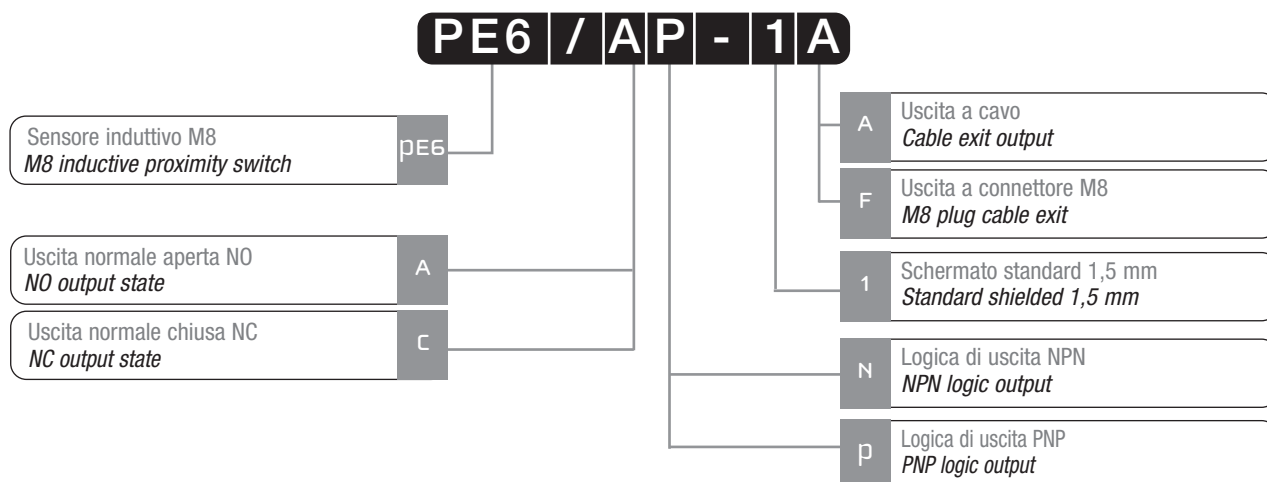 PE6/AP-1A
Sensore induttivo M8
M8 inductive proximity switch
PE6
Uscita normale aperta NO
NO output state
A
Uscita normale chiusa NC
NC output state
C
A
Uscita a cavo
Cable exit output
F
Uscita a connettore M8
M8 plug cable exit
1
Schermato standard 1,5 mm
Standard shielded 1,5 mm
N
Logica di uscita NPN
NPN logic output
P
Logica di uscita PNP
PNP logic output